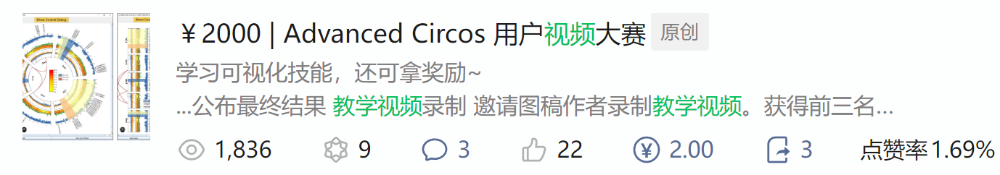 Show Control Dialog
￥2000 | Advanced Circos 用户视频大赛 原创
学习可视化技能，还可拿奖励~
...公布最终结果 教学视频录制 邀请图稿作者录制教学视频。获得前三名...
1,836 9 3 22 2.00 3 点赞率 1.69%